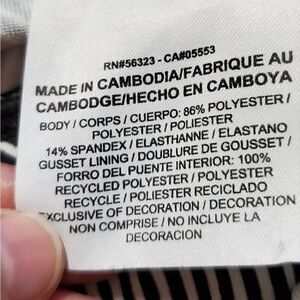 RN#56323 - CA#05553
MADE IN CAMBODIA/FABRIQUE AU
CAMBODGE/HECHO EN CAMBOYA
BODY / CORPS / CUERPO: 86% POLYESTER /
POLYESTER / POLIESTER
14% SPANDEX / ELASTHANNE / ELASTANO
GUSSET LINING / DOUBLURE DE GOUSSET /
FORRO DEL PUENTE INTERIOR: 100%
RECYCLED POLYESTER / POLYESTER
RECYCLE / POLIESTER RECICLADO
EXCLUSIVE OF DECORATION / DECORATION
NON COMPRISE / NO INCLUYE LA
DECORACION